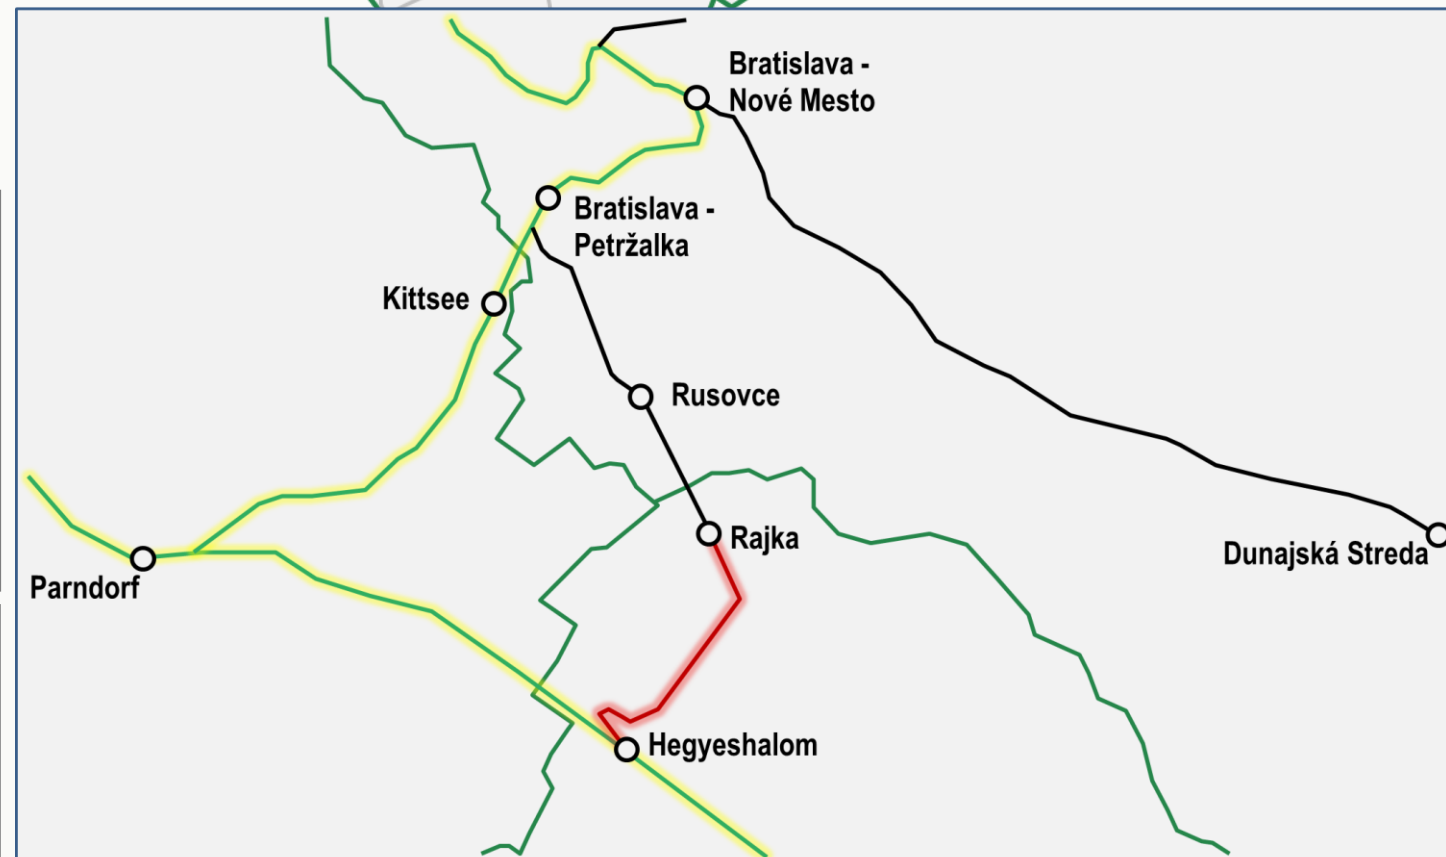 Bratislava -
Nové Mesto
Bratislava -
Petržalka
Kittsee
Rusovce
Rajka
Dunajská Streda
Parndorf
Hegyeshalom